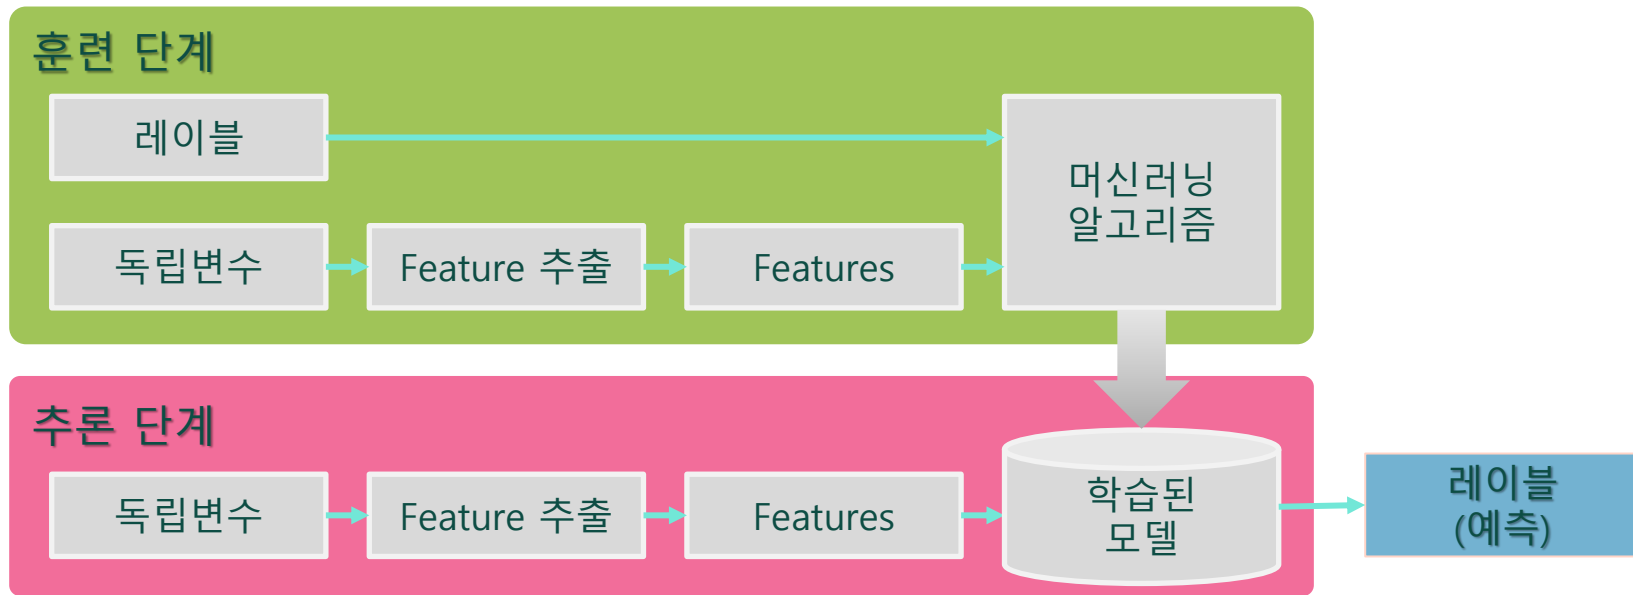 훈련 단계
레이블
머신러닝
알고리즘
독립변수
Feature 추출
Features
추론 단계
독립변수
Feature 추출
Features
학습된
모델
레이블
(예측)